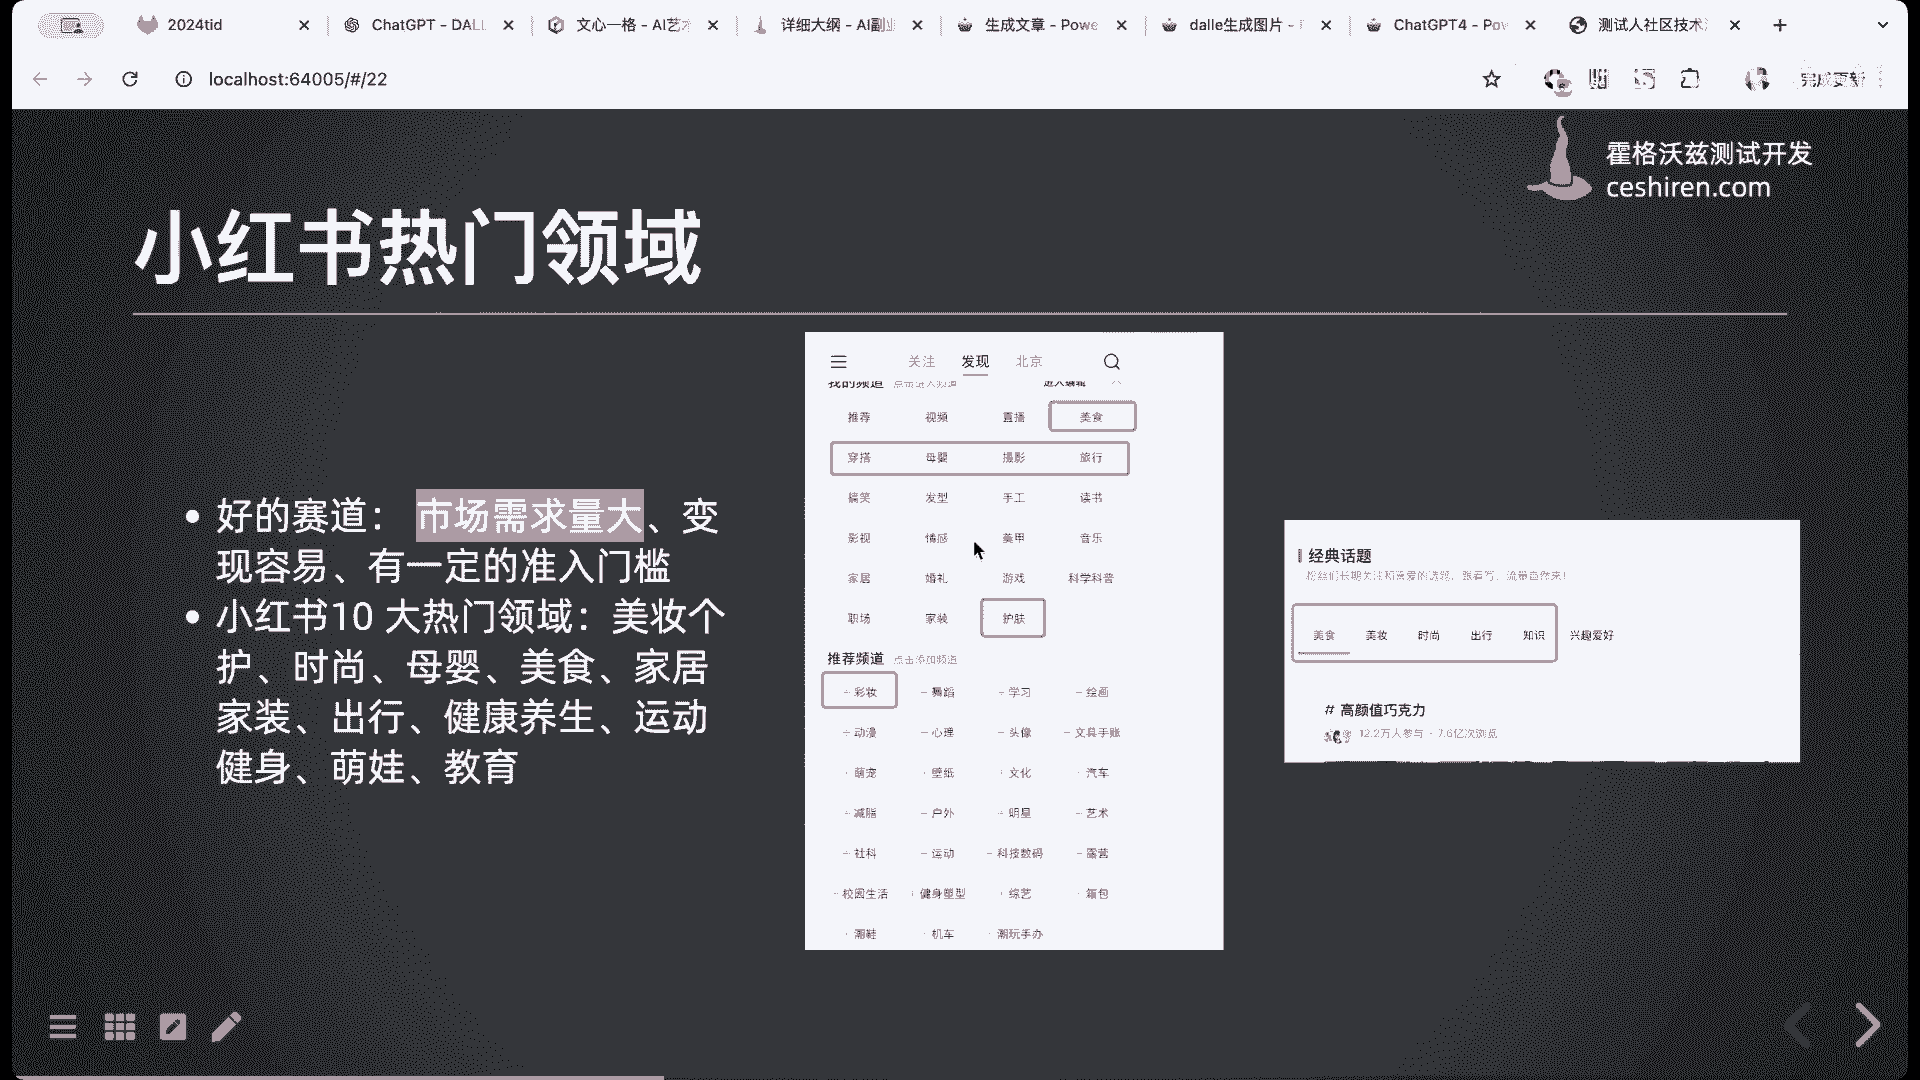 2024tid
ChatGPT - DALL
文心一格 - AI艺术
详细大纲 - AI副业
生成文章 - Powe
dalle生成图片 -
ChatGPT4 - Pow
测试人社区技术
localhost:64005/#/22
完成更新
霍格沃兹测试开发
ceshiren.com
小红书热门领域
好的赛道： 市场需求量大、变
现容易、有一定的准入门槛
小红书10 大热门领域：美妆个
护、时尚、母婴、美食、家居
家装、出行、健康养生、运动
健身、萌娃、教育
关注 发现 北京
我的频道 点击进入频道 进入编辑
推荐 视频 直播 美食
穿搭 母婴 摄影 旅行
搞笑 发型 手工 读书
影视 情感 美甲 音乐
家居 婚礼 游戏 科学科普
职场 家装 护肤
推荐频道 点击添加频道
彩妆 舞蹈 学习 绘画
动漫 心理 头像 文具手账
萌宠 壁纸 文化 汽车
减脂 户外 明星 艺术
社科 运动 科技数码 露营
校园生活 健身塑型 综艺 箱包
潮鞋 机车 潮玩手办
经典话题
美食 美妆 时尚 出行 知识 兴趣爱好
# 高颜值巧克力
12.2万人参与 · 7.6亿次浏览